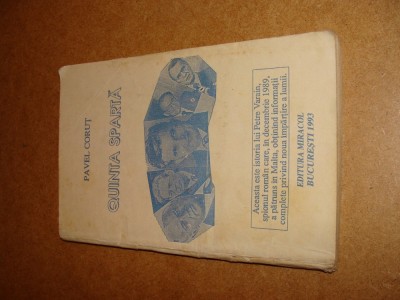 PAVEL CORUȚ
QUINTA SPARTĂ
Aceasta este istoria lui Petre Varain,
spionul român care, în decembrie 1989,
a pătruns în Malta, obținînd informații
complete privind noua împărțire a lumii.
EDITURA MIRACOL
BUCUREȘTI 1993